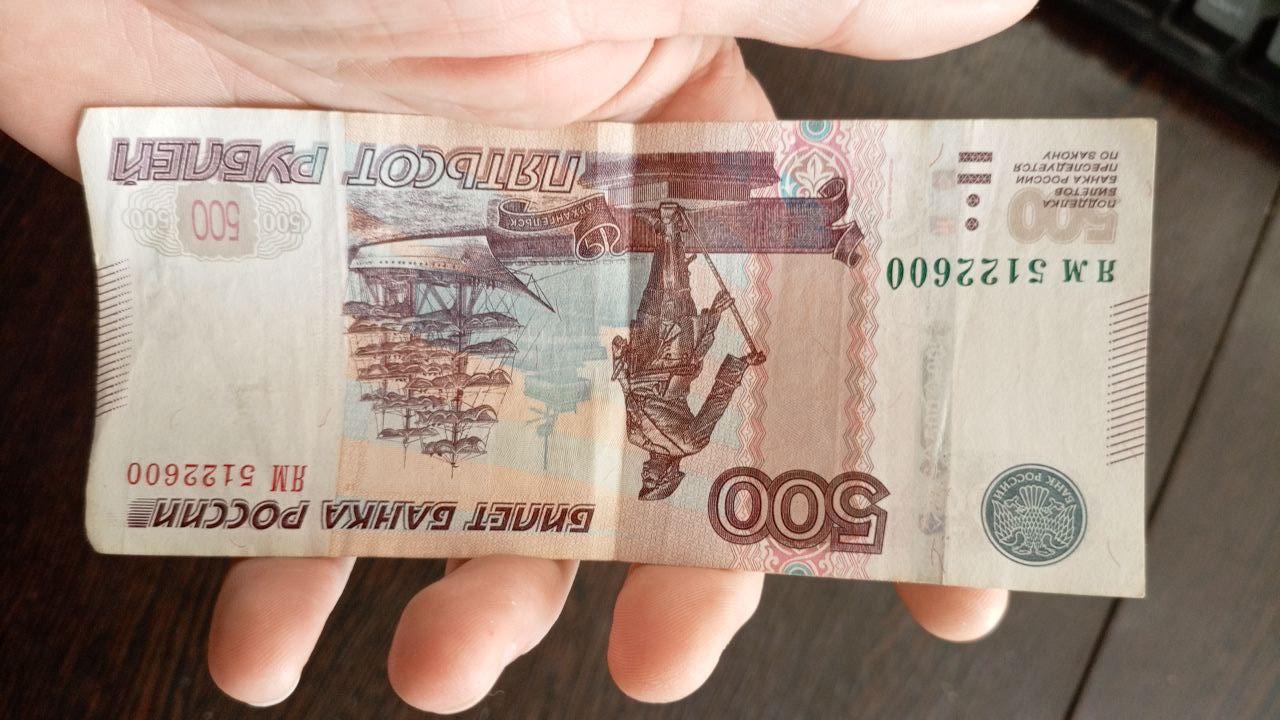 БАНК РОССИИ
500
БИЛЕТ БАНКА РОССИИ
ЯМ 5122600
ЯМ 5122600
500
ПОДДЕЛКА
БИЛЕТОВ
БАНКА РОССИИ
ПРЕСЛЕДУЕТСЯ
ПО ЗАКОНУ
АРХАНГЕЛЬСК
500 500 500
ПЯТЬСОТ РУБЛЕЙ